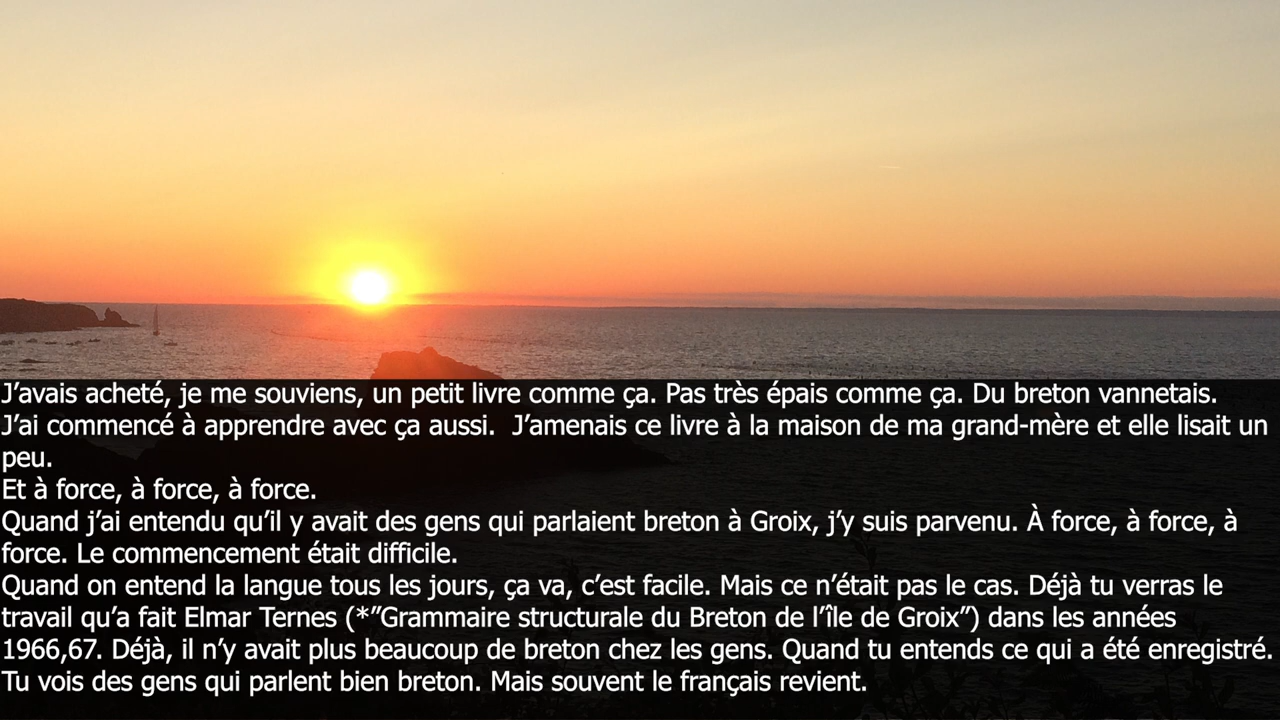 J’avais acheté, je me souviens, un petit livre comme ça. Pas très épais comme ça. Du breton vannetais.
J’ai commencé à apprendre avec ça aussi.  J’amenais ce livre à la maison de ma grand-mère et elle lisait un
peu.
Et à force, à force, à force.
Quand j’ai entendu qu’il y avait des gens qui parlaient breton à Groix, j’y suis parvenu. À force, à force, à
force. Le commencement était difficile.
Quand on entend la langue tous les jours, ça va, c’est facile. Mais ce n’était pas le cas. Déjà tu verras le
travail qu’a fait Elmar Ternes (*”Grammaire structurale du Breton de l’île de Groix”) dans les années
1966,67. Déjà, il n’y avait plus beaucoup de breton chez les gens. Quand tu entends ce qui a été enregistré.
Tu vois des gens qui parlent bien breton. Mais souvent le français revient.